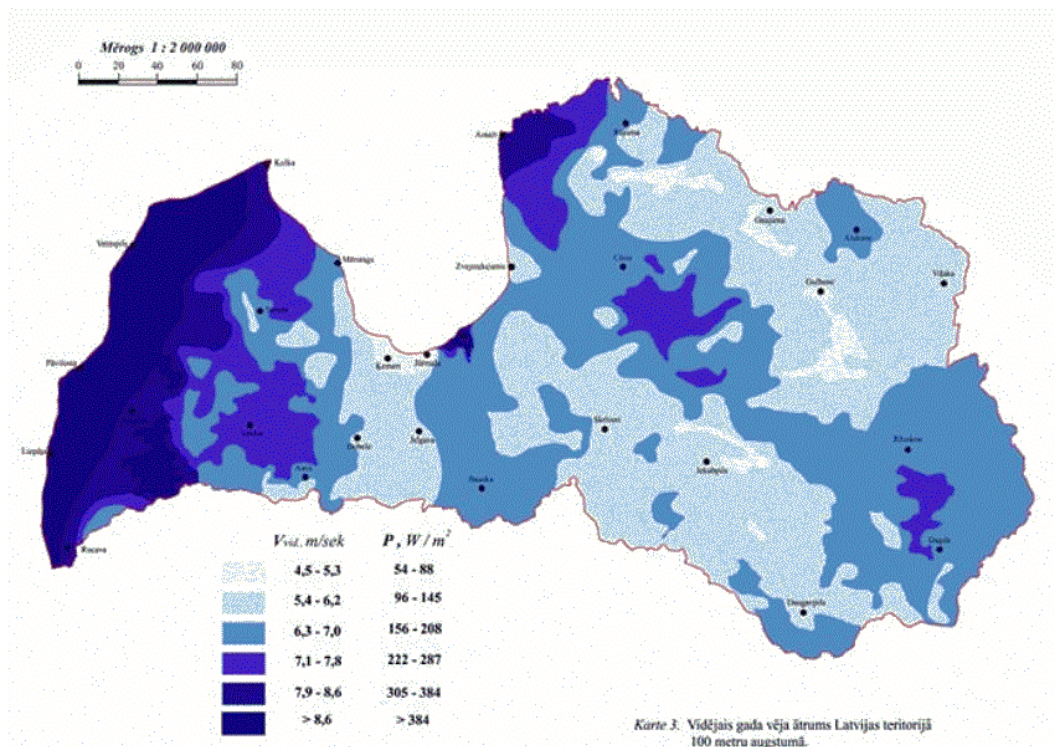 Mērogs 1 : 2 000 000
0 20 40 60 80
Ainaži
Rūjiena
Kolka
Gaujiena
Alūksne
Ventspils
Mērsrags
Zvejniekciems
Cēsis
Gulbene
Viļaka
Pāvilosta
Ķemeri
Jūrmala
Saldus
Dobele
Jelgava
Skrīveri
Rēzekne
Liepāja
Auce
Bauska
Jēkabpils
Rucava
Dagda
Daugavpils
Vvid., m/sek P , W / m²
4,5 - 5,3 54 - 88
5,4 - 6,2 96 - 145
6,3 - 7,0 156 - 208
7,1 - 7,8 222 - 287
7,9 - 8,6 305 - 384
> 8,6 > 384
Karte 3. Vidējais gada vēja ātrums Latvijas teritorijā
100 metru augstumā.